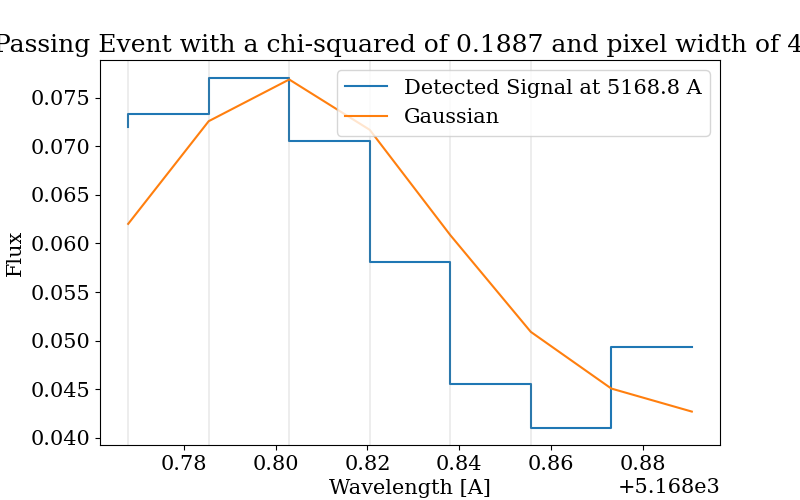 Passing Event with a chi-squared of 0.1887 and pixel width of 4
Detected Signal at 5168.8 A
Gaussian
0.075
0.070
0.065
0.060
0.055
0.050
0.045
0.040
Flux
0.78 0.80 0.82 0.84 0.86 0.88
+5.168e3
Wavelength [A]